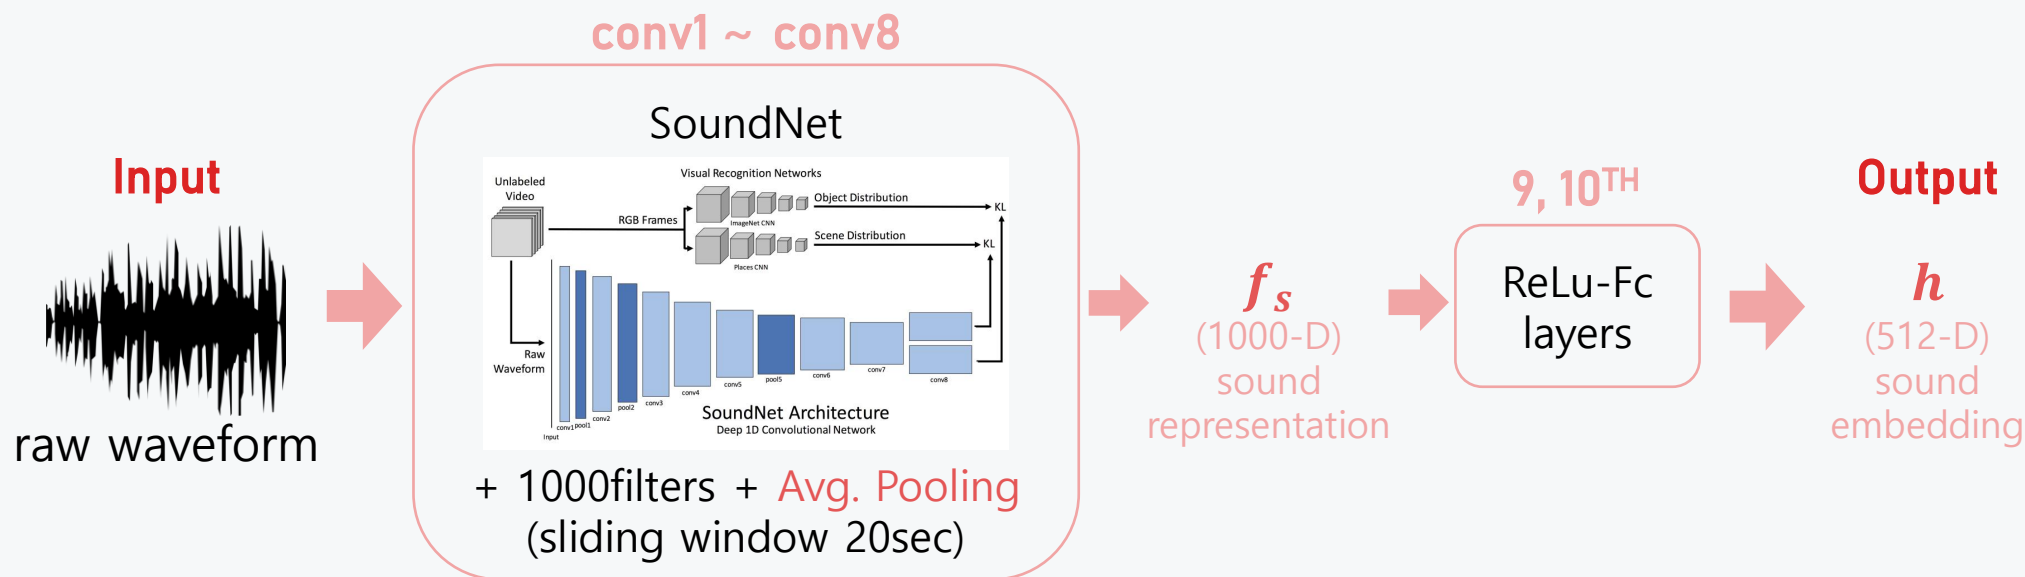 conv1 ~ conv8
Input
raw waveform
SoundNet
Unlabeled
Video
RGB Frames
Visual Recognition Networks
ImageNet CNN
Object Distribution
KL
Places CNN
Scene Distribution
KL
Raw
Waveform
Input
conv1
pool1
conv2
pool2
conv3
conv4
conv5
pool5
conv6
conv7
conv8
SoundNet Architecture
Deep 1D Convolutional Network
+ 1000filters + Avg. Pooling
(sliding window 20sec)
f s
(1000-D)
sound
representation
9, 10TH
ReLu-Fc
layers
Output
h
(512-D)
sound
embedding